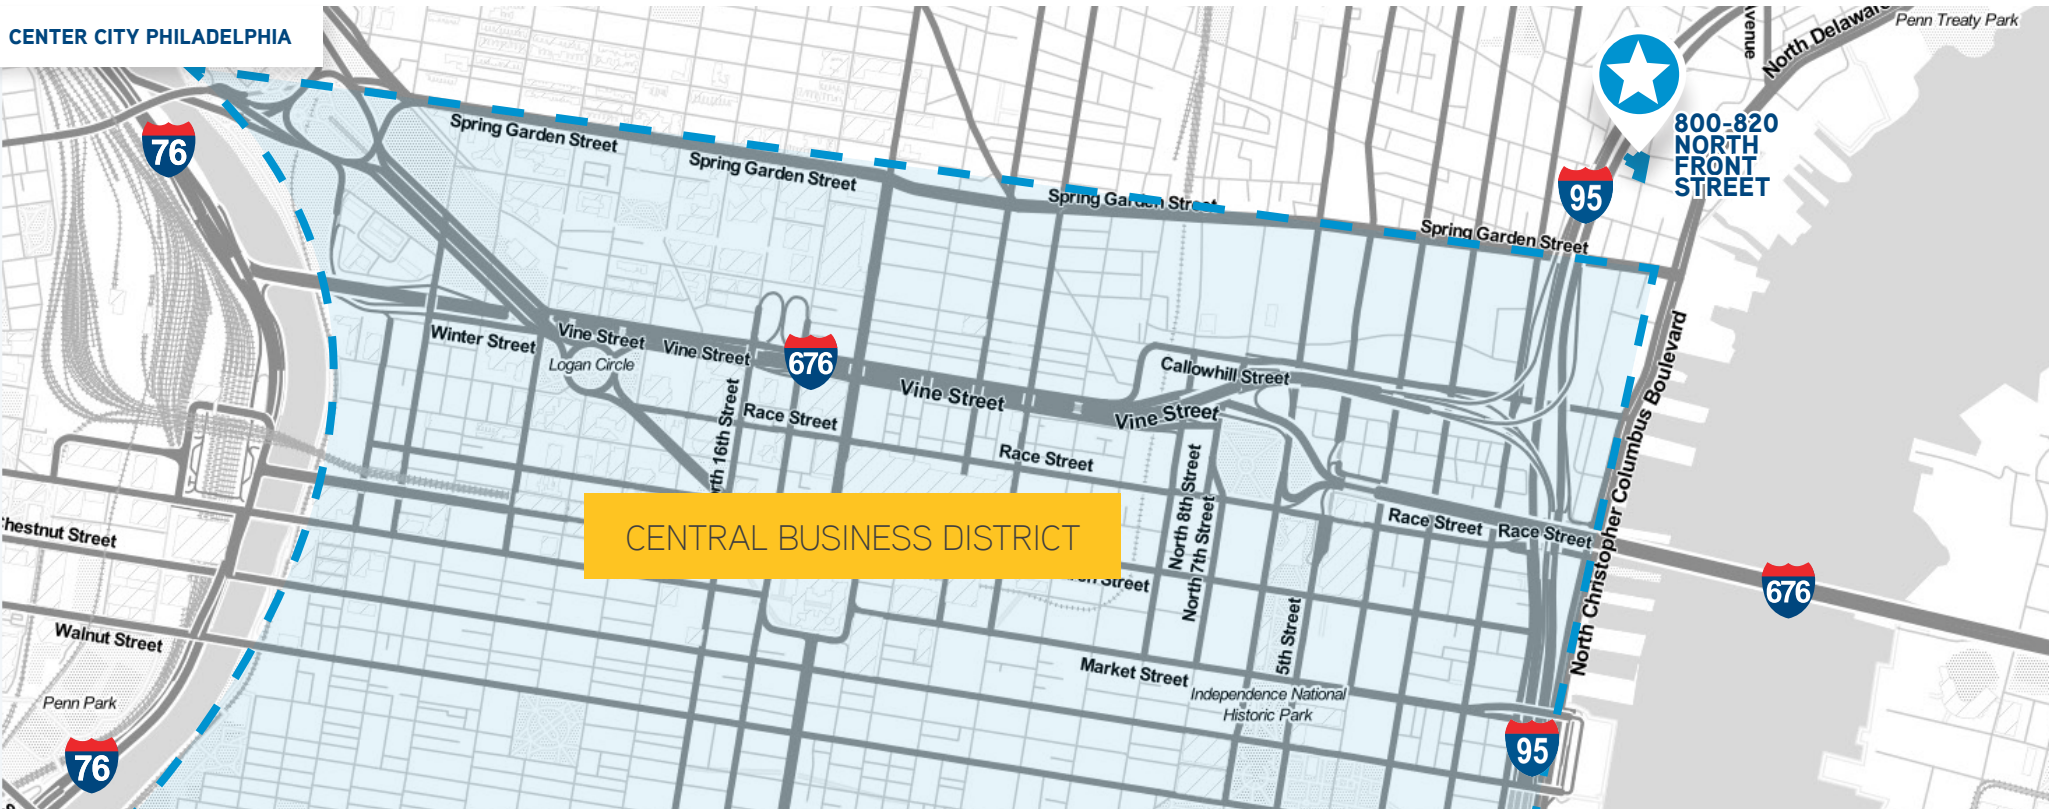 CENTER CITY PHILADELPHIA
Penn Treaty Park
North Delaware
800-820
NORTH
FRONT
STREET
76
95
Spring Garden Street
Spring Garden Street
Spring Garden Street
Spring Garden Street
Winter Street
Vine Street
Vine Street
Logan Circle
676
Vine Street
Callowhill Street
Vine Street
Race Street
Race Street
Race Street
Race Street
North Christopher Columbus Boulevard
16th Street
North 8th Street
North 7th Street
5th Street
CENTRAL BUSINESS DISTRICT
Street
676
Chestnut Street
Walnut Street
Market Street
Independence National
Historic Park
Penn Park
76
95